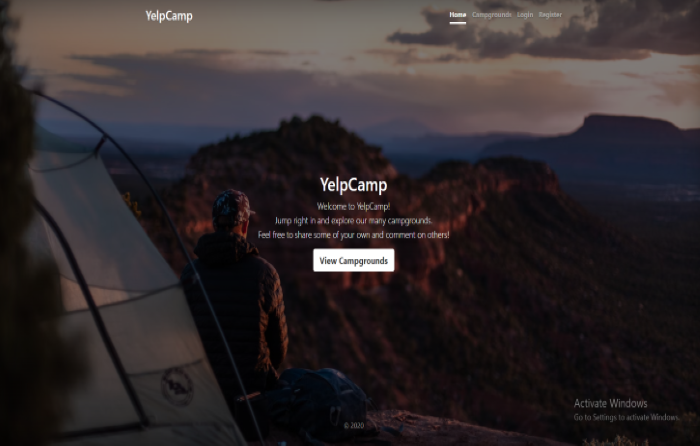 YelpCamp
Home Campgrounds Login Register
YelpCamp
Welcome to YelpCamp!
Jump right in and explore our many campgrounds.
Feel free to share some of your own and comment on others!
View Campgrounds
Activate Windows
Go to Settings to activate Windows.
© 2020